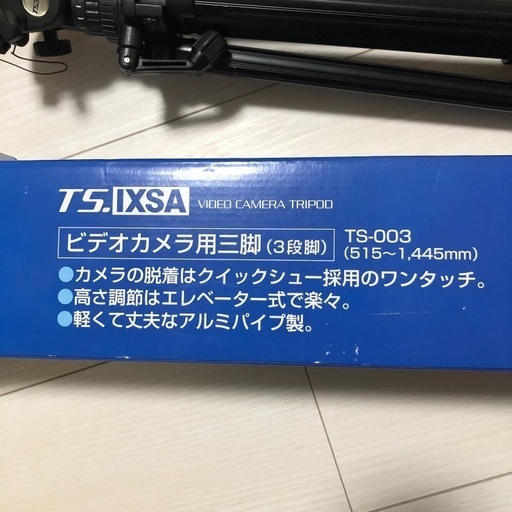 TS.IXSA VIDEO CAMERA TRIPOD
ビデオカメラ用三脚(3段脚) TS-003
(515〜1,445mm)
●カメラの脱着はクイックシュー採用のワンタッチ。
●高さ調節はエレベーター式で楽々。
●軽くて丈夫なアルミパイプ製。